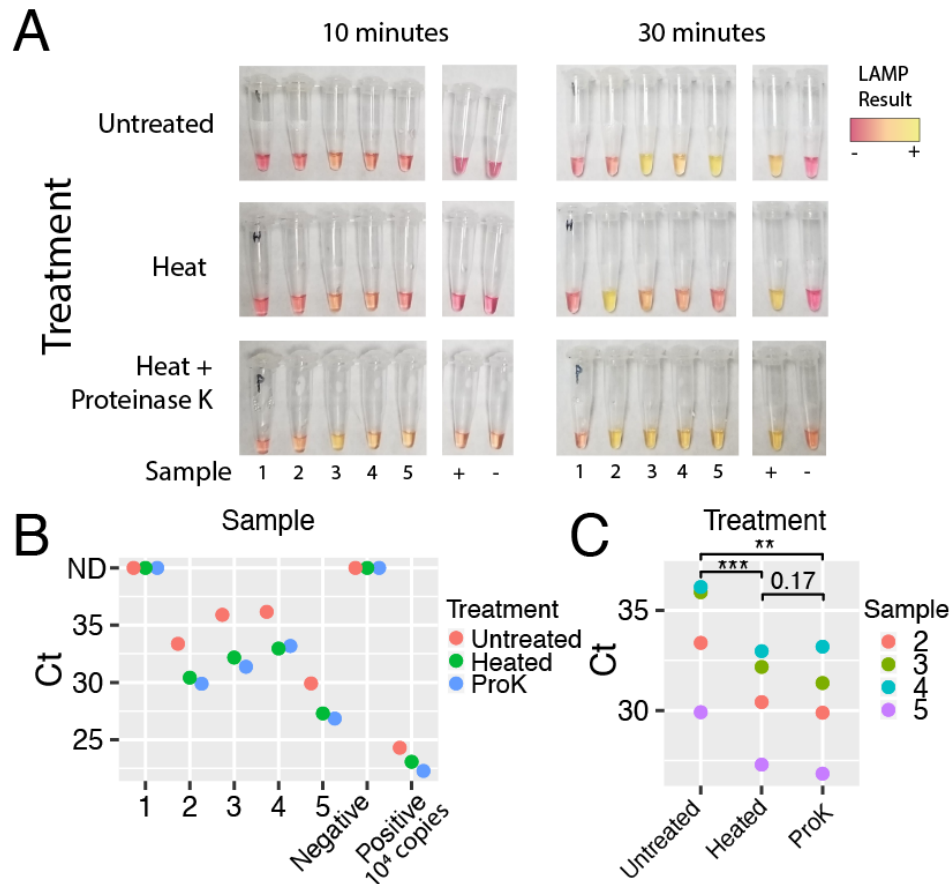 A
10 minutes
30 minutes
LAMP
Result
- +
Treatment
Untreated
Heat
H
H
Heat +
Proteinase K
P
P
Sample 1 2 3 4 5 + - 1 2 3 4 5 + -
B
Sample
ND
35
30
25
Ct
1 2 3 4 5 Negative Positive
10⁴ copies
Treatment
Untreated
Heated
ProK
C
Treatment
**
***
0.17
35
30
Ct
Untreated Heated ProK
Sample
2
3
4
5